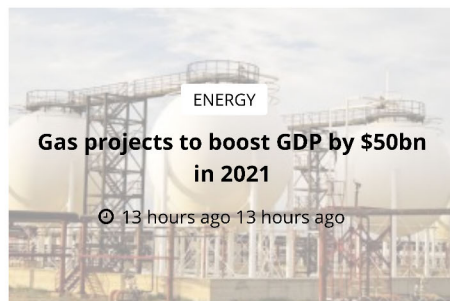 ENERGY
Gas projects to boost GDP by $50bn
in 2021
13 hours ago 13 hours ago